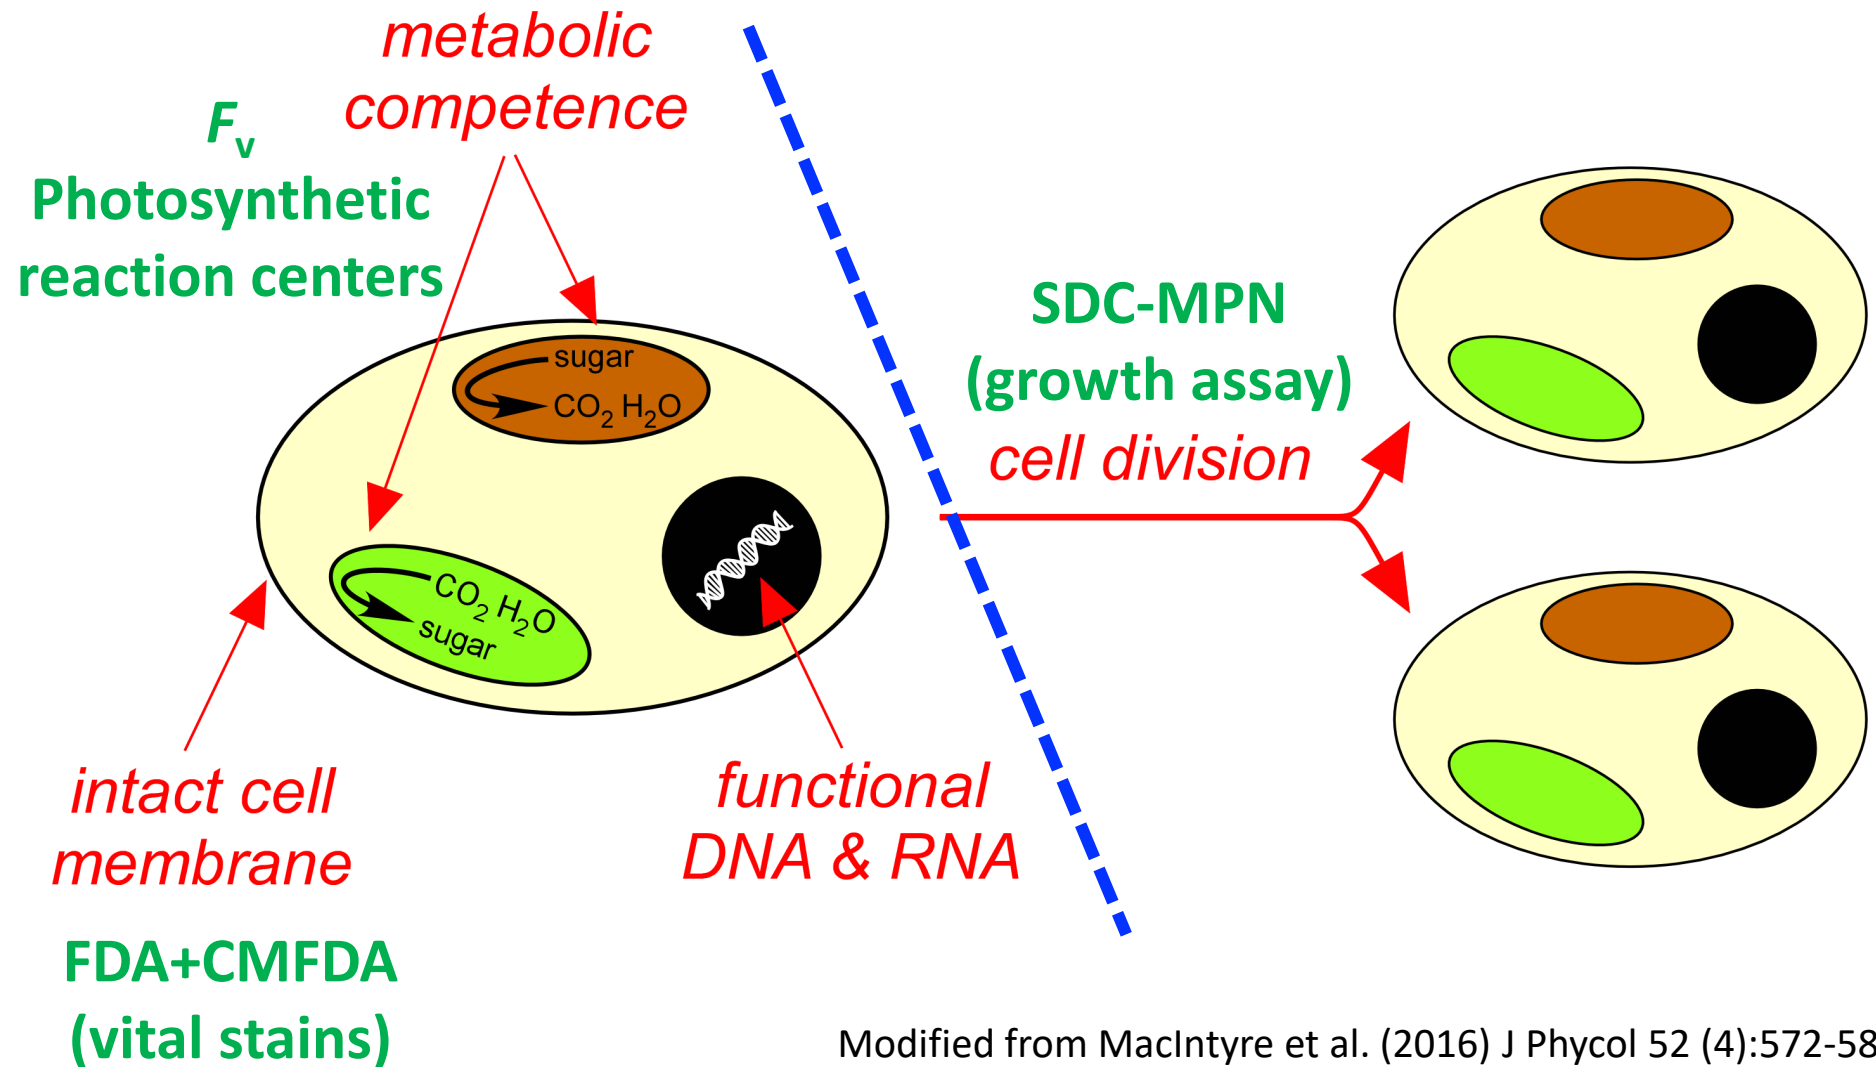 metabolic
competence
Fv
Photosynthetic
reaction centers
sugar
CO2 H2O
CO2 H2O
sugar
intact cell
membrane
FDA+CMFDA
(vital stains)
functional
DNA & RNA
SDC-MPN
(growth assay)
cell division
Modified from MacIntyre et al. (2016) J Phycol 52 (4):572-58